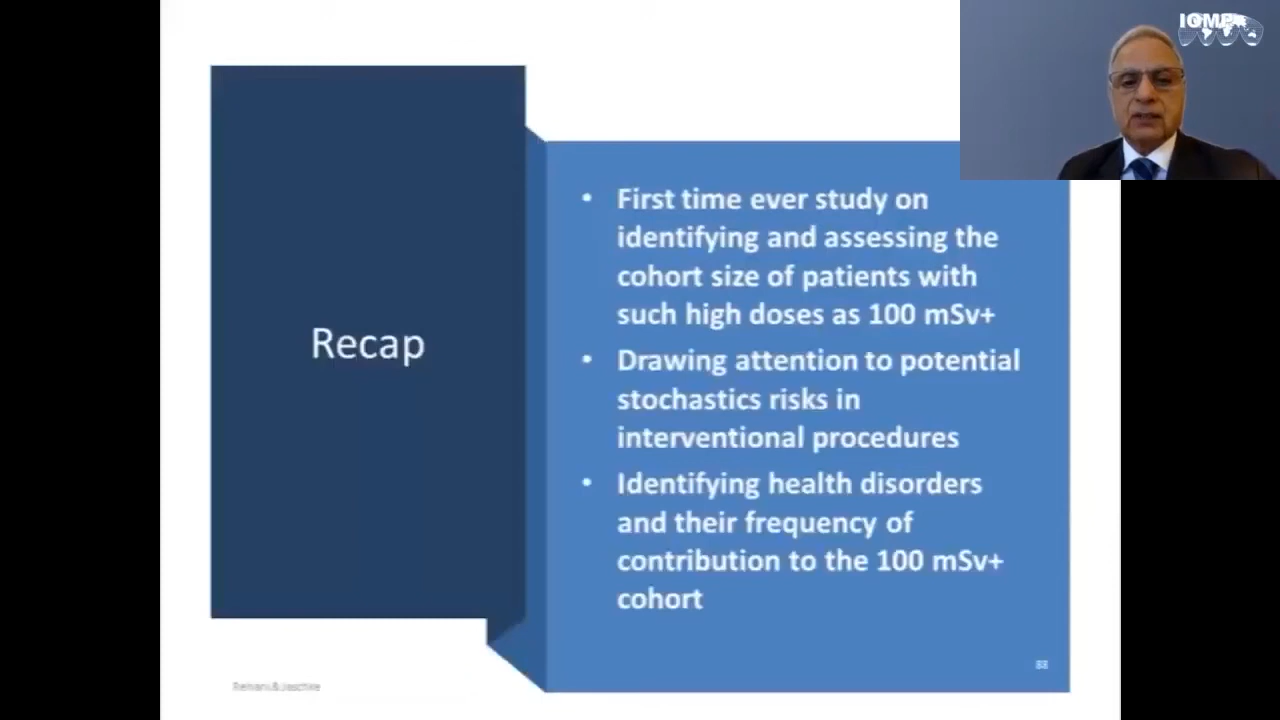 IOMP
Recap
• First time ever study on
identifying and assessing the
cohort size of patients with
such high doses as 100 mSv+
• Drawing attention to potential
stochastics risks in
interventional procedures
• Identifying health disorders
and their frequency of
contribution to the 100 mSv+
cohort